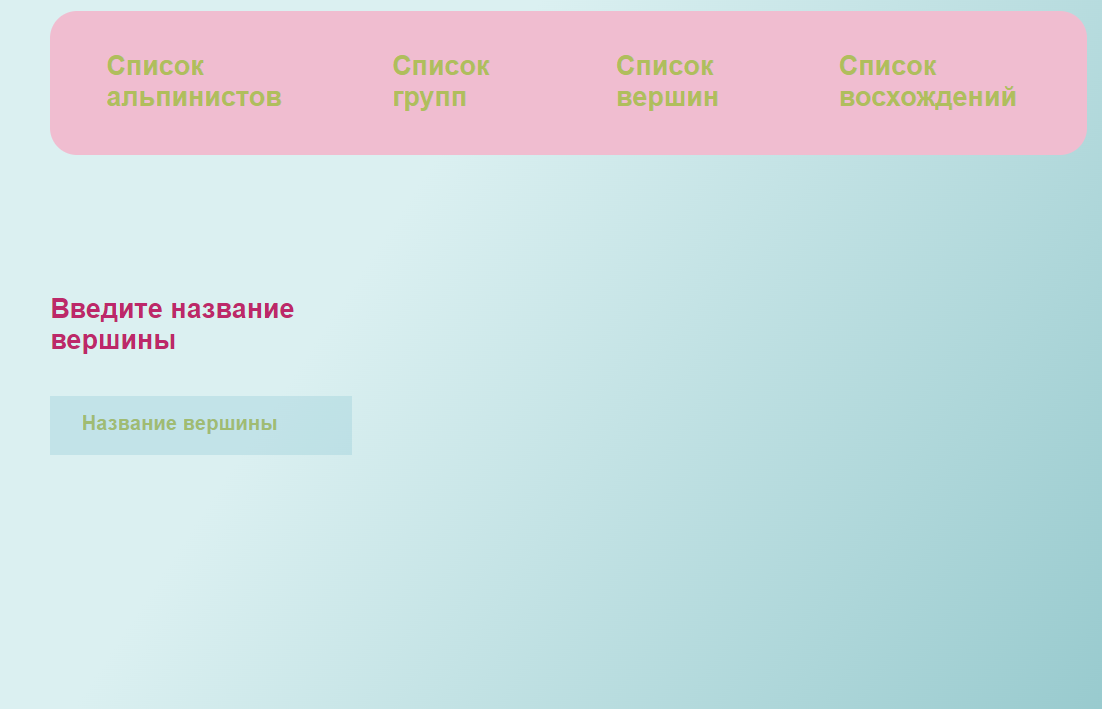 Список
альпинистов
Список
групп
Список
вершин
Список
восхождений
Введите название
вершины
Название вершины